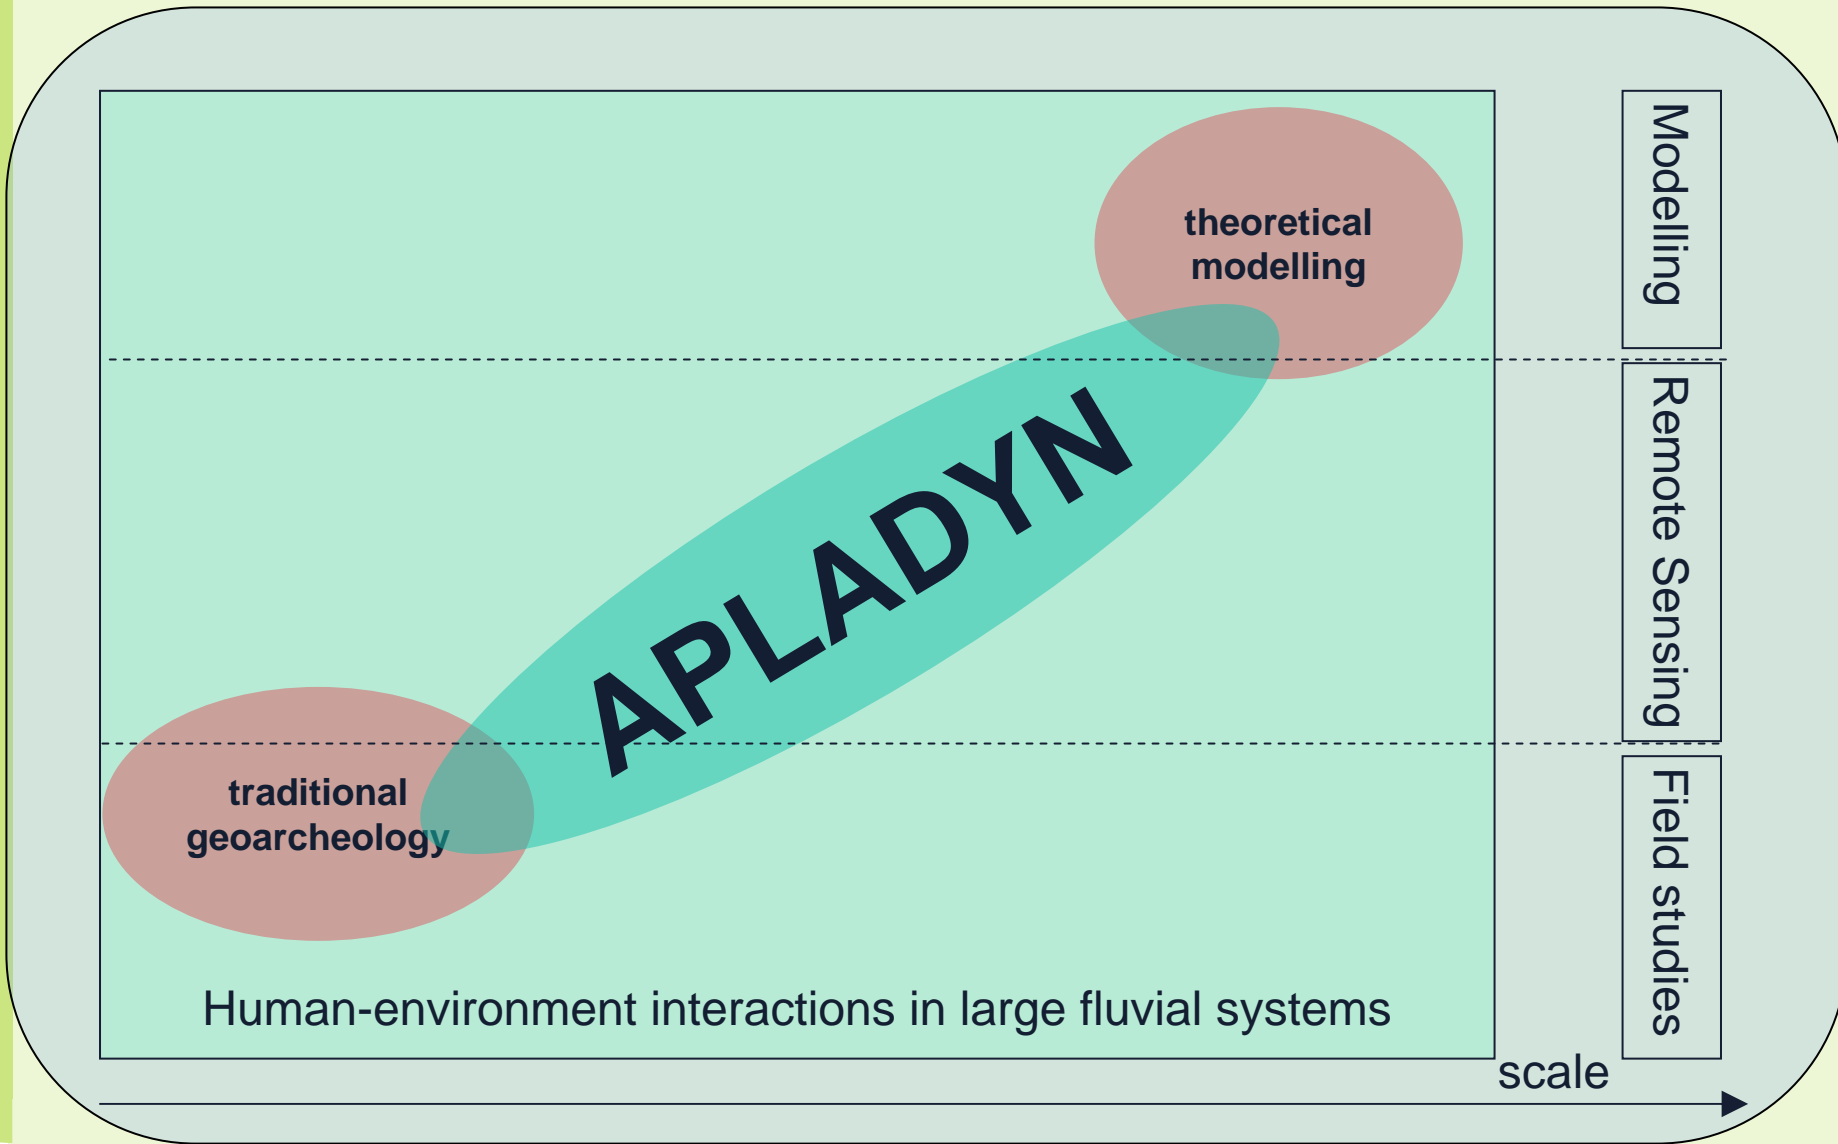 theoretical
modelling
APLADYN
traditional
geoarcheology
Human-environment interactions in large fluvial systems
Modelling
Remote Sensing
Field studies
scale